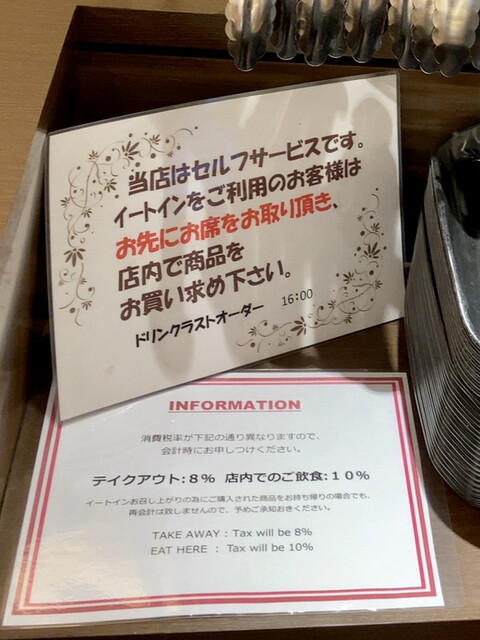 当店はセルフサービスです。
イートインをご利用のお客様は
お先にお席をお取り頂き、
店内で商品を
お買い求め下さい。
ドリンクラストオーダー 16:00
INFORMATION
消費税率が下記の通り異なりますので、
会計時にお申しつけください。
テイクアウト:8% 店内でのご飲食:10%
イートインお召し上がりの為にご購入された商品をお持ち帰りの場合でも、
再会計は致しませんので、予めご承知おきください。
TAKE AWAY : Tax will be 8%
EAT HERE : Tax will be 10%